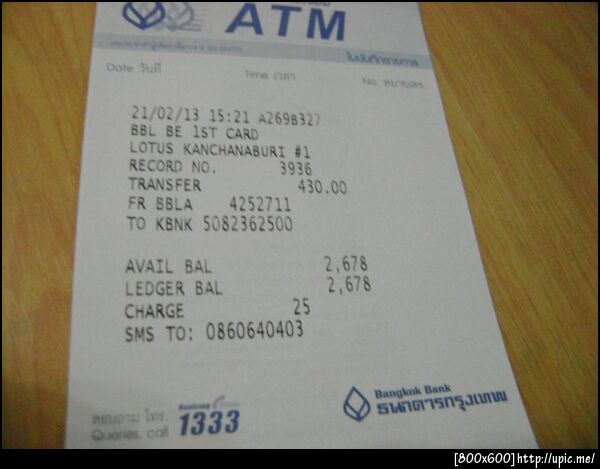 ATM
ใบบันทึกรายการ
Date วันที่ Time เวลา No. หมายเลข
21/02/13 15:21 A269B327
BBL BE 1ST CARD
LOTUS KANCHANABURI #1
RECORD NO. 3936
TRANSFER 430.00
FR BBLA 4252711
TO KBNK 5082362500
AVAIL BAL 2,678
LEDGER BAL 2,678
CHARGE 25
SMS TO: 0860640403
สอบถาม โทร.
Queries, call 1333
Bangkok Bank
ธนาคารกรุงเทพ
[800x600]http://upic.me/